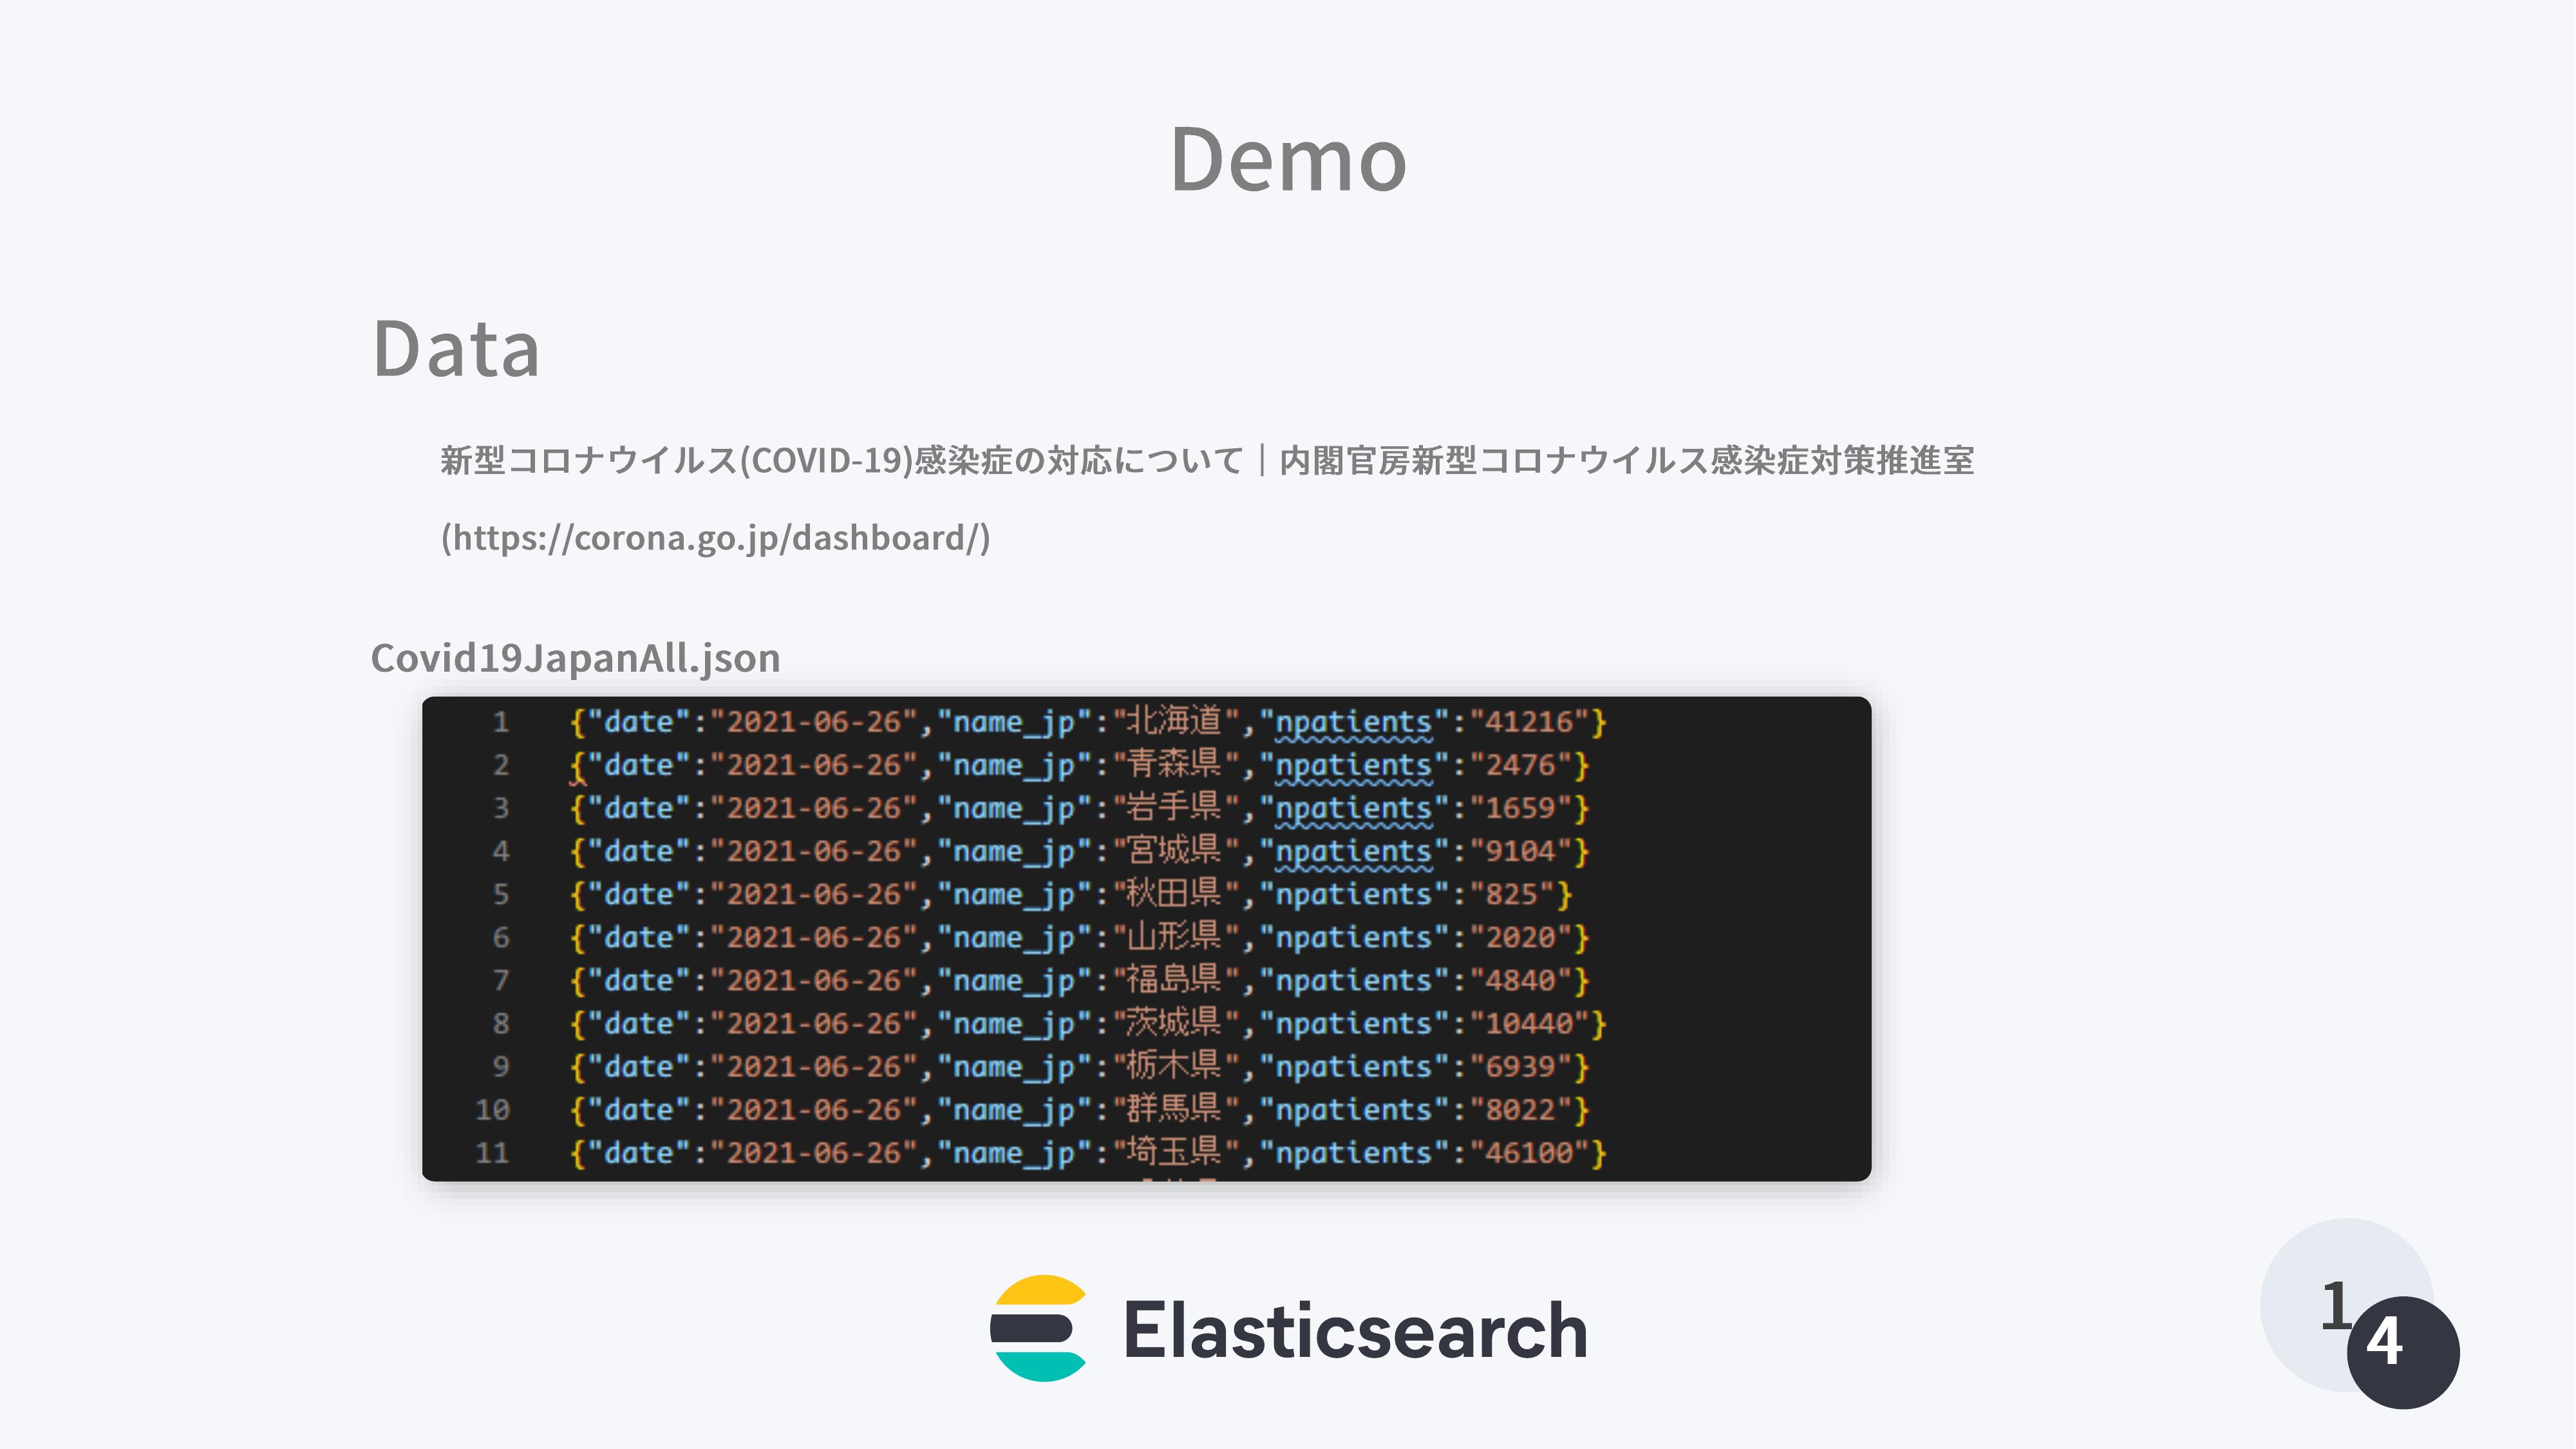 Demo
Data
新型コロナウイルス(COVID-19)感染症の対応について｜内閣官房新型コロナウイルス感染症対策推進室
(https://corona.go.jp/dashboard/)
Covid19JapanAll.json
1 {"date":"2021-06-26","name_jp":"北海道","npatients":"41216"}
2 {"date":"2021-06-26","name_jp":"青森県","npatients":"2476"}
3 {"date":"2021-06-26","name_jp":"岩手県","npatients":"1659"}
4 {"date":"2021-06-26","name_jp":"宮城県","npatients":"9104"}
5 {"date":"2021-06-26","name_jp":"秋田県","npatients":"825"}
6 {"date":"2021-06-26","name_jp":"山形県","npatients":"2020"}
7 {"date":"2021-06-26","name_jp":"福島県","npatients":"4840"}
8 {"date":"2021-06-26","name_jp":"茨城県","npatients":"10440"}
9 {"date":"2021-06-26","name_jp":"栃木県","npatients":"6939"}
10 {"date":"2021-06-26","name_jp":"群馬県","npatients":"8022"}
11 {"date":"2021-06-26","name_jp":"埼玉県","npatients":"46100"}
Elasticsearch
14